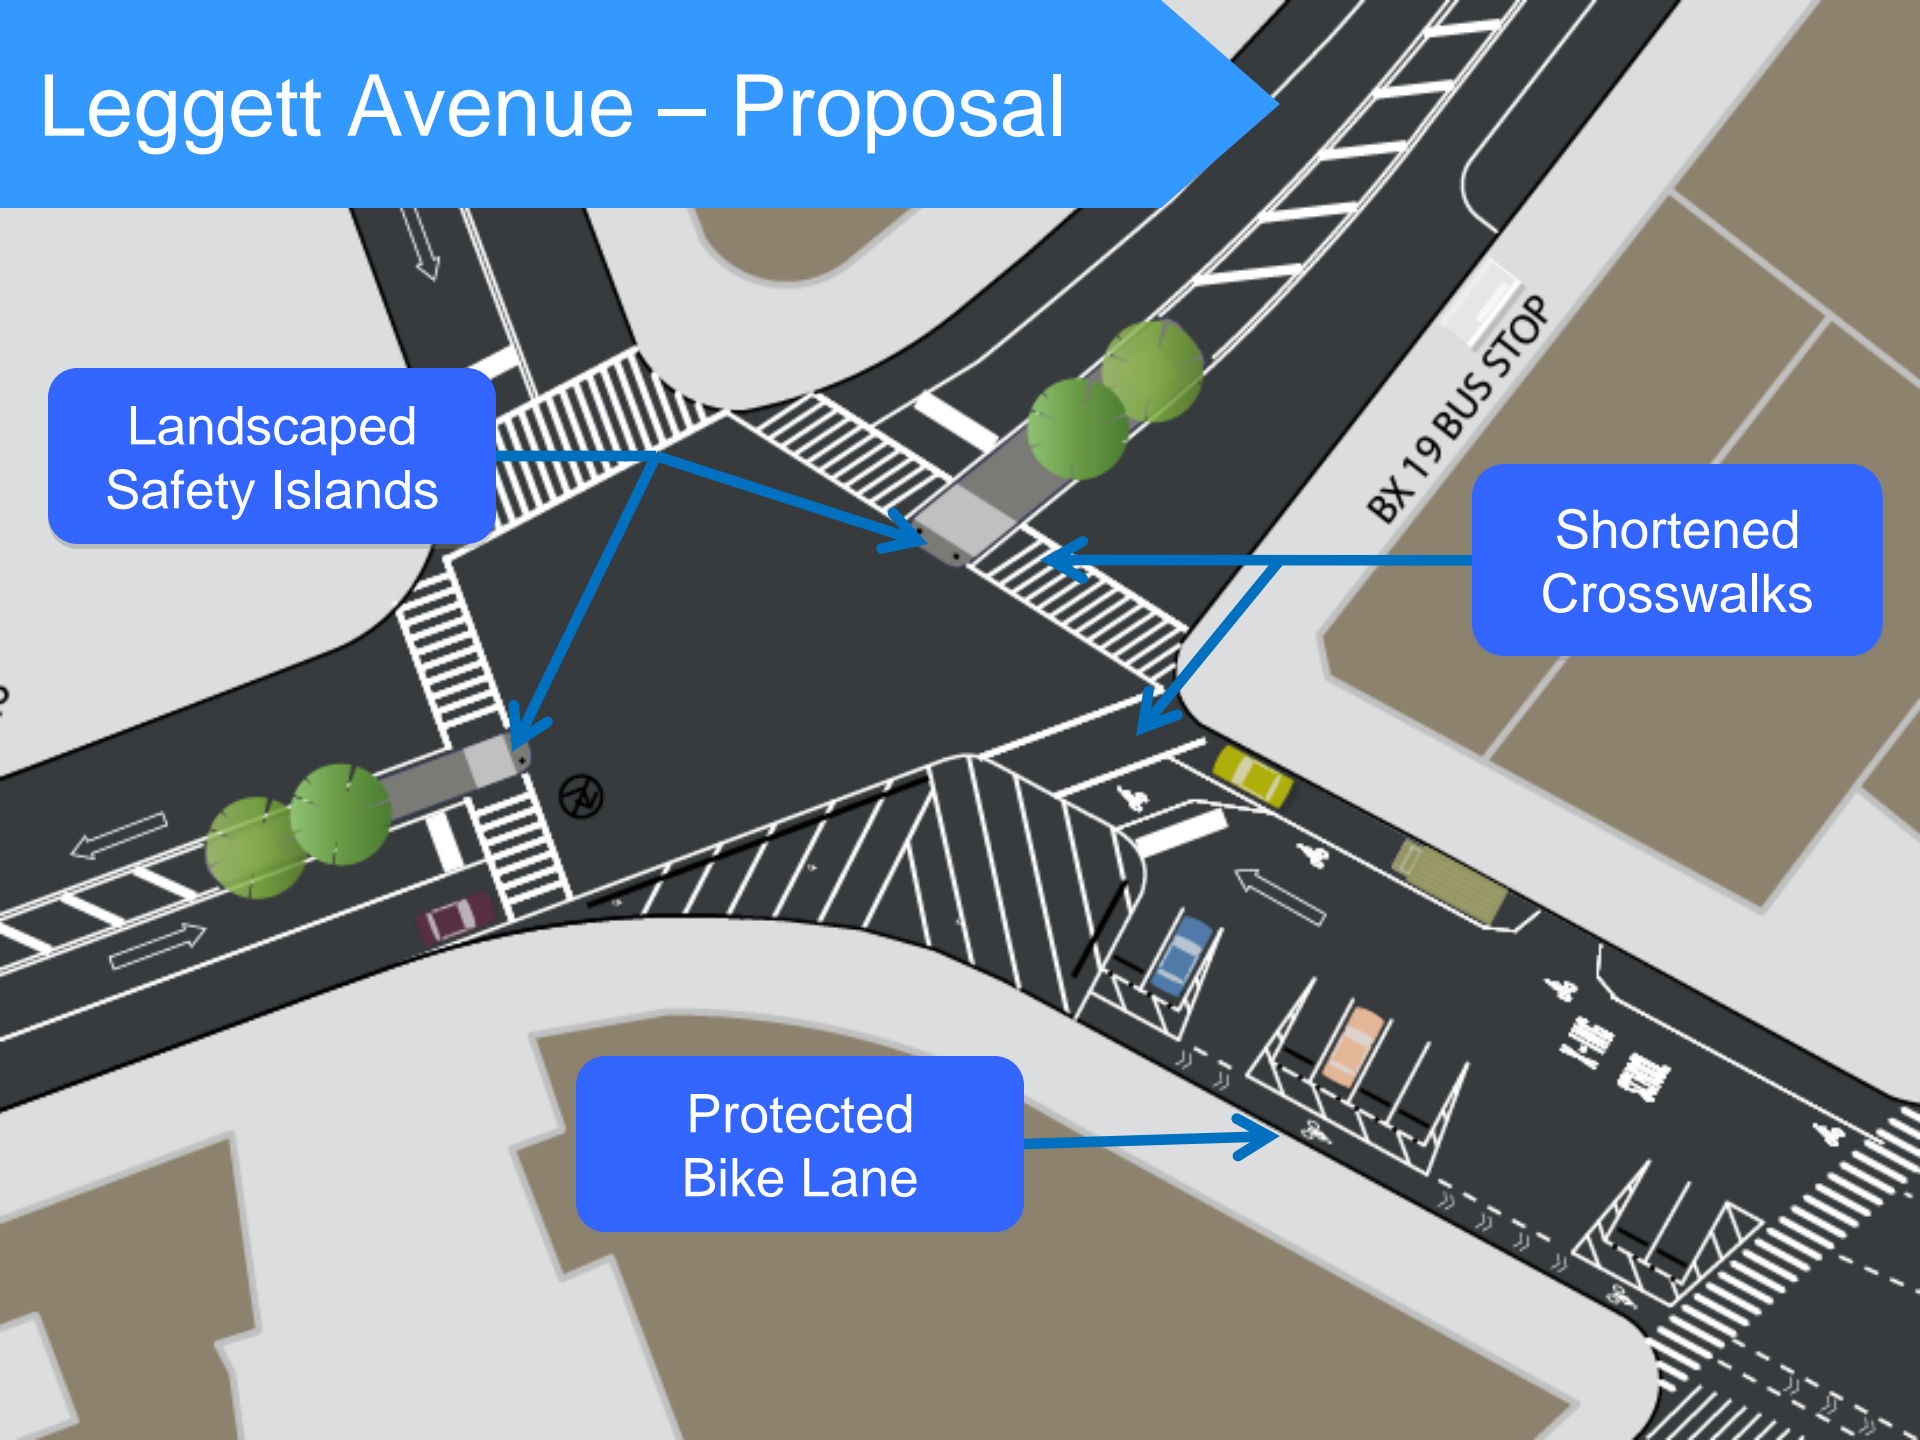 Leggett Avenue – Proposal
Landscaped
Safety Islands
BX 19 BUS STOP
Shortened
Crosswalks
Protected
Bike Lane